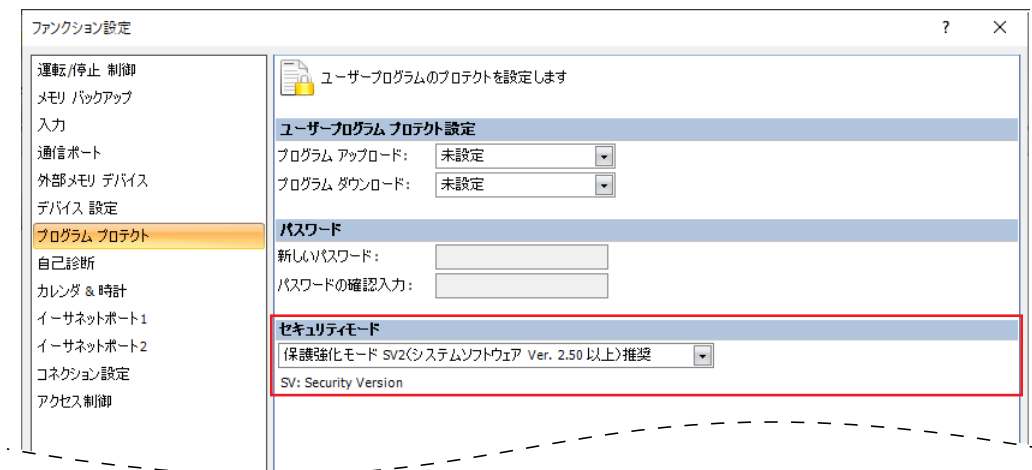 ファンクション設定
? ×
運転/停止 制御
メモリ バックアップ
入力
通信ポート
外部メモリ デバイス
デバイス 設定
プログラム プロテクト
自己診断
カレンダ & 時計
イーサネットポート1
イーサネットポート2
コネクション設定
アクセス制御
ユーザープログラムのプロテクトを設定します
ユーザープログラム プロテクト設定
プログラム アップロード: 未設定
プログラム ダウンロード: 未設定
パスワード
新しいパスワード:
パスワードの確認入力:
セキュリティモード
保護強化モード SV2(システムソフトウェア Ver. 2.50 以上)推奨
SV: Security Version